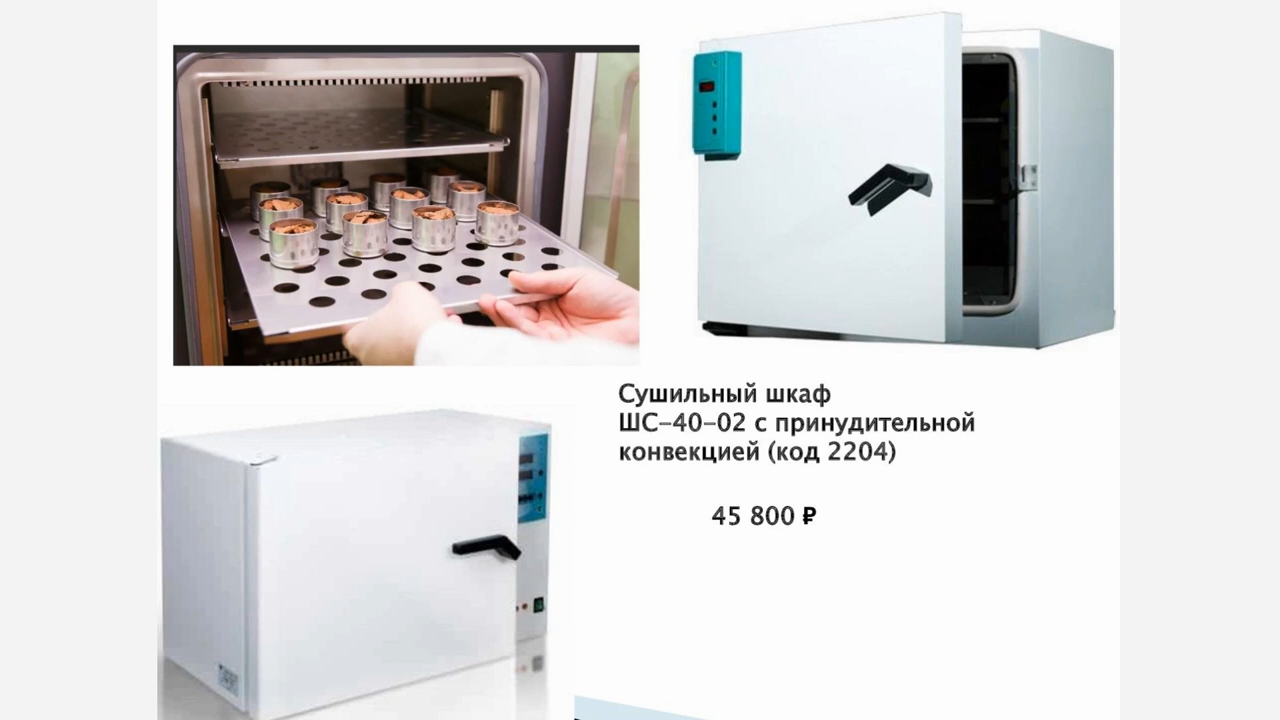 Сушильный шкаф
ШС-40-02 с принудительной
конвекцией (код 2204)
45 800 ₽